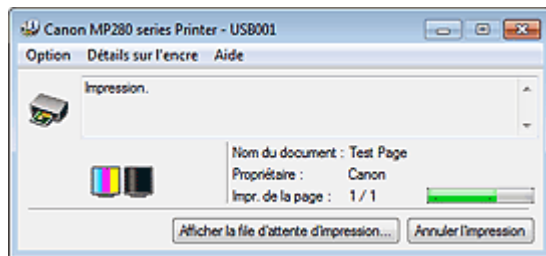 Canon MP280 series Printer - USB001
Option Détails sur l'encre Aide
Impression.
Nom du document : Test Page
Propriétaire : Canon
Impr. de la page : 1 / 1
Afficher la file d'attente d'impression... Annuler l'impression